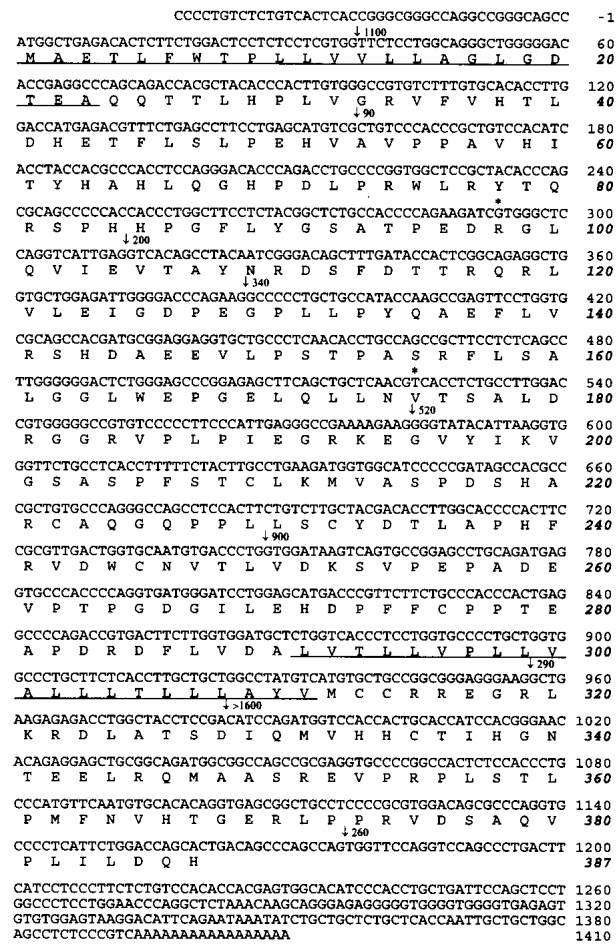 CCCCTGTCTCTGTCACTCACCGGGCGGGCCAGGCCGGGCAGCC -1
↓1100
ATGGCTGAGACACTCTTCTGGACTCCTCTCCTCGTGGTTCTCCTGGCAGGGCTGGGGGAC 60
M A E T L F W T P L L V V L L A G L G D 20
ACCGAGGCCCAGCAGACCACGCTACACCCACTTGTGGGCCGTGTCTTTGTGCACACCTTG 120
T E A Q Q T T L H P L V G R V F V H T L 40
↓90
GACCATGAGACGTTTCTGAGCCTTCCTGAGCATGTCGCTGTCCCACCCGCTGTCCACATC 180
D H E T F L S L P E H V A V P P A V H I 60
ACCTACCACGCCCACCTCCAGGGACACCCAGACCTGCCCCGGTGGCTCCGCTACACCCAG 240
T Y H A H L Q G H P D L P R W L R Y T Q 80
*
CGCAGCCCCCACCACCCTGGCTTCCTCTACGGCTCTGCCACCCCAGAAGATCGTGGGCTC 300
R S P H H P G F L Y G S A T P E D R G L 100
↓200
CAGGTCATTGAGGTCACAGCCTACAATCGGGACAGCTTTGATACCACTCGGCAGAGGCTG 360
Q V I E V T A Y N R D S F D T T R Q R L 120
↓340
GTGCTGGAGATTGGGGACCCAGAAGGCCCCCTGCTGCCATACCAAGCCGAGTTCCTGGTG 420
V L E I G D P E G P L L P Y Q A E F L V 140
CGCAGCCACGATGCGGAGGAGGTGCTGCCCTCAACACCTGCCAGCCGCTTCCTCTCAGCC 480
R S H D A E E V L P S T P A S R F L S A 160
*
TTGGGGGGACTCTGGGAGCCCGGAGAGCTTCAGCTGCTCAACGTCACCTCTGCCTTGGAC 540
L G G L W E P G E L Q L L N V T S A L D 180
↓520
CGTGGGGGCCGTGTCCCCCTTCCCATTGAGGGCCGAAAAGAAGGGGTATACATTAAGGTG 600
R G G R V P L P I E G R K E G V Y I K V 200
GGTTCTGCCTCACCTTTTTCTACTTGCCTGAAGATGGTGGCATCCCCCGATAGCCACGCC 660
G S A S P F S T C L K M V A S P D S H A 220
CGCTGTGCCCAGGGCCAGCCTCCACTTCTGTCTTGCTACGACACCTTGGCACCCCACTTC 720
R C A Q G Q P P L L S C Y D T L A P H F 240
↓900
CGCGTTGACTGGTGCAATGTGACCCTGGTGGATAAGTCAGTGCCGGAGCCTGCAGATGAG 780
R V D W C N V T L V D K S V P E P A D E 260
GTGCCCACCCCAGGTGATGGGATCCTGGAGCATGACCCGTTCTTCTGCCCACCCACTGAG 840
V P T P G D G I L E H D P F F C P P T E 280
GCCCCAGACCGTGACTTCTTGGTGGATGCTCTGGTCACCCTCCTGGTGCCCCTGCTGGTG 900
A P D R D F L V D A L V T L L V P L L V 300
↓290
GCCCTGCTTCTCACCTTGCTGCTGGCCTATGTCATGTGCTGCCGGCGGGAGGGAAGGCTG 960
A L L L T L L L A Y V M C C R R E G R L 320
↓>1600
AAGAGAGACCTGGCTACCTCCGACATCCAGATGGTCCACCACTGCACCATCCACGGGAAC 1020
K R D L A T S D I Q M V H H C T I H G N 340
ACAGAGGAGCTGCGGCAGATGGCGGCCAGCCGCGAGGTGCCCCGGCCACTCTCCACCCTG 1080
T E E L R Q M A A S R E V P R P L S T L
CCCATGTTCAATGTGCACACAGGTGAGCGGCTGCCTCCCCGCGTGGACAGCGCCCAGGTG 1140
P M F N V H T G E R L P P R V D S A Q V 380
↓260
CCCCTCATTCTGGACCAGCACTGACAGCCCAGCCAGTGGTTCCAGGTCCAGCCCTGACTT 1200
P L I L D Q H 387
CATCCTCCCTTCTCTGTCCACACCACGAGTGGCACATCCCACCTGCTGATTCCAGCTCCT 1260
GGCCCTCCTGGAACCCAGGCTCTAAACAAGCAGGGAGAGGGGGTGGGGTGGGGTGAGAGT 1320
GTGTGGAGTAAGGACATTCAGAATAAATATCTGCTGCTCTGCTCACCAATTGCTGCTGGC 1380
AGCCTCTCCCGTCAAAAAAAAAAAAAAAAA 1410